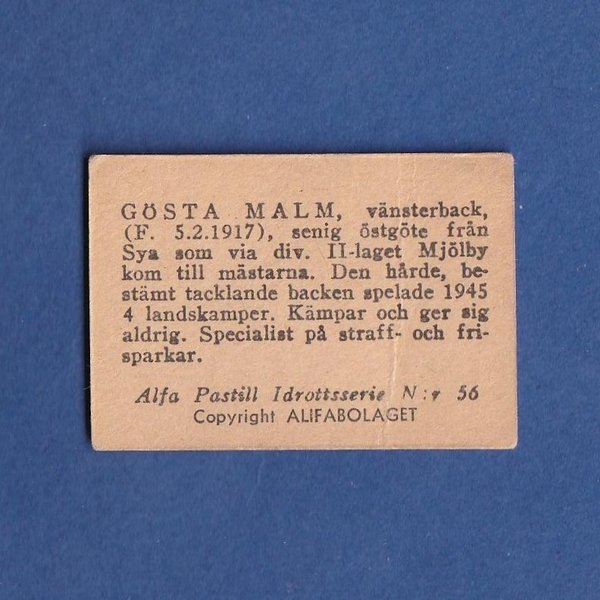 GÖSTA MALM, vänsterback,
(F. 5.2.1917), senig östgöte från
Sya som via div. II-laget Mjölby
kom till mästarna. Den hårde, be-
stämt tacklande backen spelade 1945
4 landskamper. Kämpar och ger sig
aldrig. Specialist på straff- och fri-
sparkar.
Alfa Pastill Idrottsserie N:r 56
Copyright ALIFABOLAGET